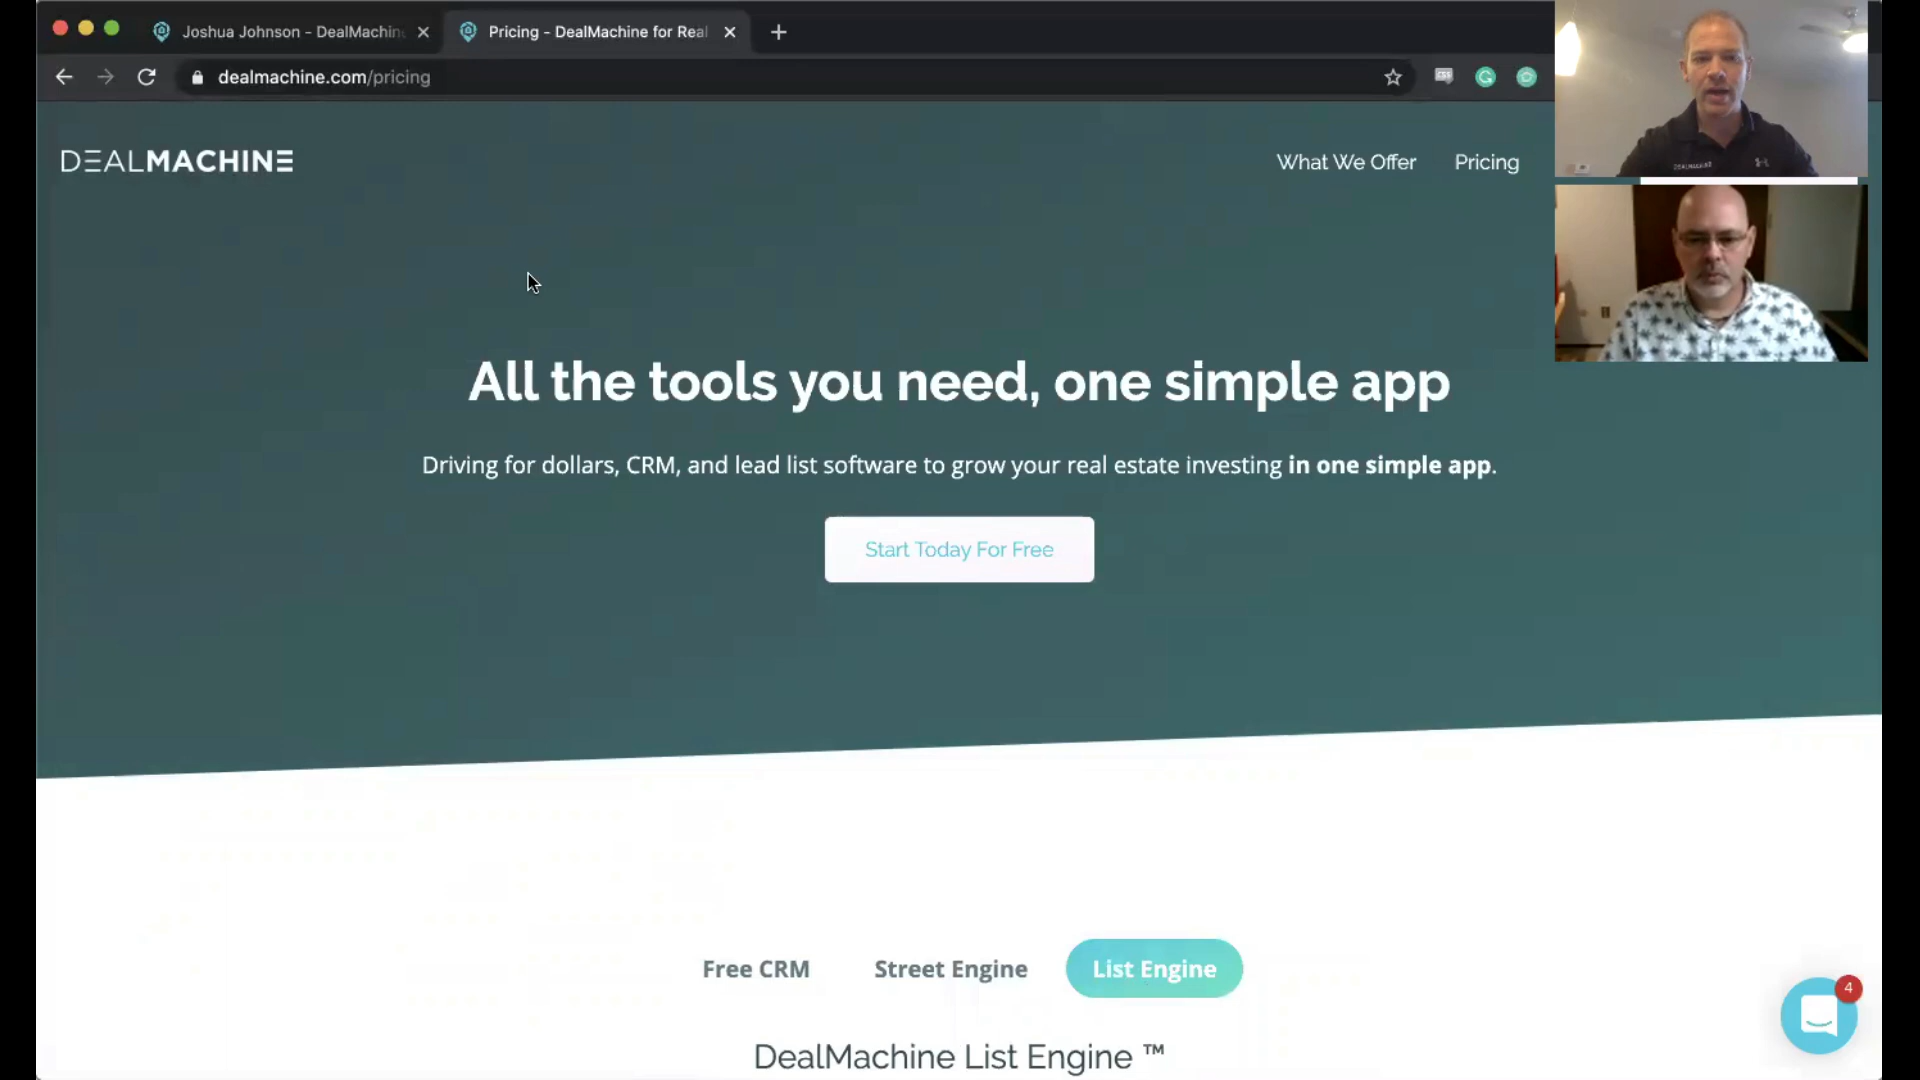 Joshua Johnson - DealMachin
Pricing - DealMachine for Real
dealmachine.com/pricing
DEALMACHINE
What We Offer
Pricing
DEALMACHINE
All the tools you need, one simple app
Driving for dollars, CRM, and lead list software to grow your real estate investing in one simple app.
Start Today For Free
Free CRM
Street Engine
List Engine
4
DealMachine List Engine ™